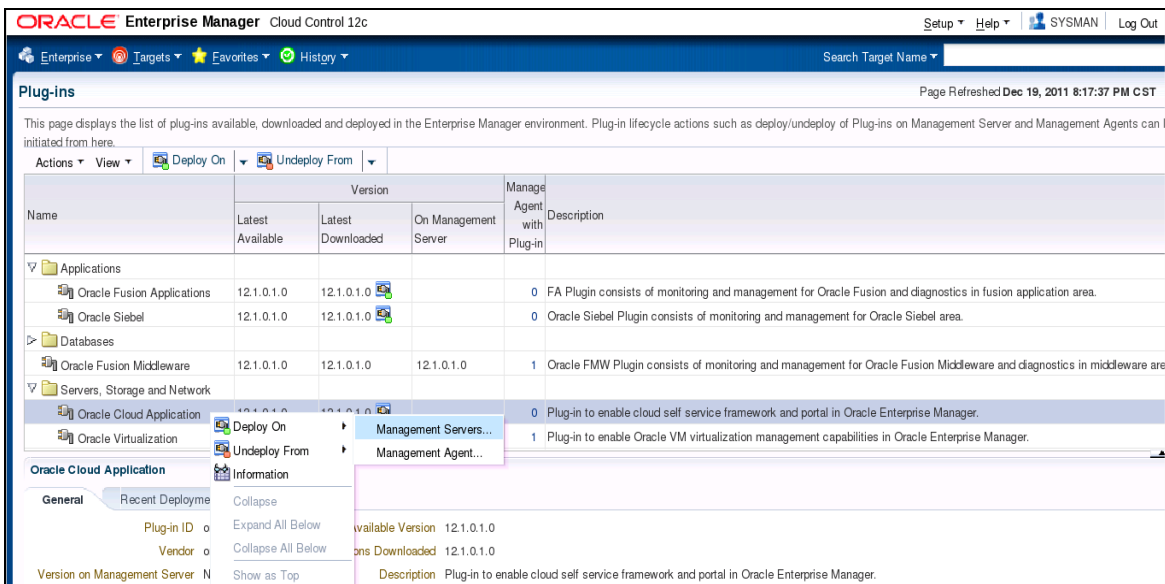 ORACLE Enterprise Manager Cloud Control 12c
Setup Help SYSMAN Log Out
Enterprise Targets Favorites History Search Target Name
Plug-ins
Page Refreshed Dec 19, 2011 8:17:37 PM CST
This page displays the list of plug-ins available, downloaded and deployed in the Enterprise Manager environment. Plug-in lifecycle actions such as deploy/undeploy of Plug-ins on Management Server and Management Agents can
initiated from here.
Actions View Deploy On Undeploy From
Name
Version
Latest Available
Latest Downloaded
On Management Server
Manage Agent with Plug-in
Description
Applications
Oracle Fusion Applications 12.1.0.1.0 12.1.0.1.0 0 FA Plugin consists of monitoring and management for Oracle Fusion and diagnostics in fusion application area.
Oracle Siebel 12.1.0.1.0 12.1.0.1.0 0 Oracle Siebel Plugin consists of monitoring and management for Oracle Siebel area.
Databases
Oracle Fusion Middleware 12.1.0.1.0 12.1.0.1.0 12.1.0.1.0 1 Oracle FMW Plugin consists of monitoring and management for Oracle Fusion Middleware and diagnostics in middleware are
Servers, Storage and Network
Oracle Cloud Application 12.1.0.1.0 12.1.0.1.0 0 Plug-in to enable cloud self service framework and portal in Oracle Enterprise Manager.
Oracle Virtualization 1 Plug-in to enable Oracle VM virtualization management capabilities in Oracle Enterprise Manager.
Deploy On
Undeploy From
Information
Collapse
Expand All Below
Collapse All Below
Show as Top
Management Servers...
Management Agent...
Oracle Cloud Application
General Recent Deployme
Plug-in ID o
Available Version 12.1.0.1.0
Vendor o
ons Downloaded 12.1.0.1.0
Version on Management Server N
Description Plug-in to enable cloud self service framework and portal in Oracle Enterprise Manager.